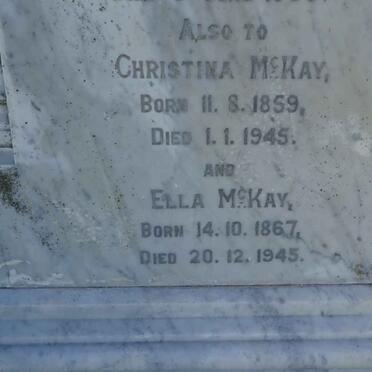 Also to
Christina McKay,
Born 11. 8. 1859,
Died 1. 1. 1945.
and
Ella McKay,
Born 14. 10. 1867,
Died 20. 12. 1945.